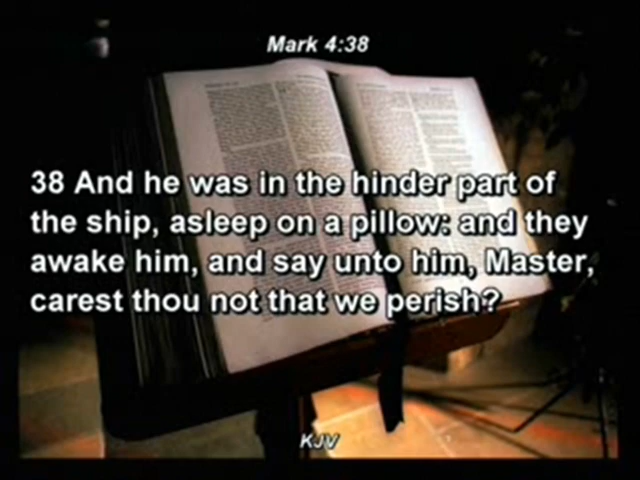 Mark 4:38
38 And he was in the hinder part of
the ship, asleep on a pillow: and they
awake him, and say unto him, Master,
carest thou not that we perish?
KJV